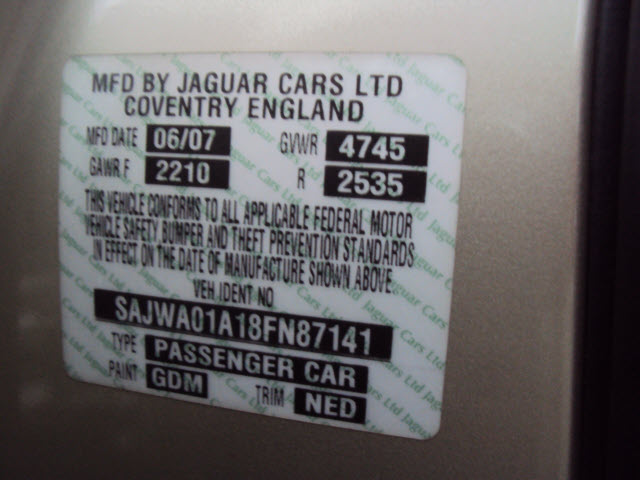 MFD BY JAGUAR CARS LTD
COVENTRY ENGLAND
MFD DATE 06/07 GVWR 4745
GAWR F 2210 R 2535
THIS VEHICLE CONFORMS TO ALL APPLICABLE FEDERAL MOTOR
VEHICLE SAFETY BUMPER AND THEFT PREVENTION STANDARDS
IN EFFECT ON THE DATE OF MANUFACTURE SHOWN ABOVE
VEH IDENT NO
SAJWA01A18FN87141
TYPE PASSENGER CAR
PAINT GDM TRIM NED